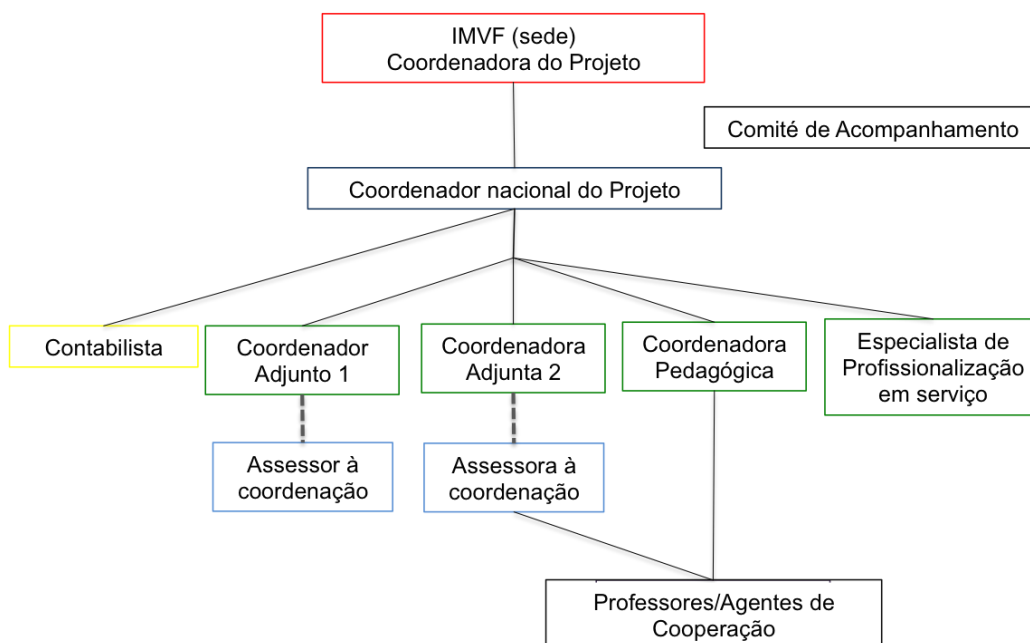 IMVF (sede)
Coordenadora do Projeto
Comité de Acompanhamento
Coordenador nacional do Projeto
Contabilista
Coordenador
Adjunto 1
Coordenadora
Adjunta 2
Coordenadora
Pedagógica
Especialista de
Profissionalização
em serviço
Assessor à
coordenação
Assessora à
coordenação
Professores/Agentes de
Cooperação